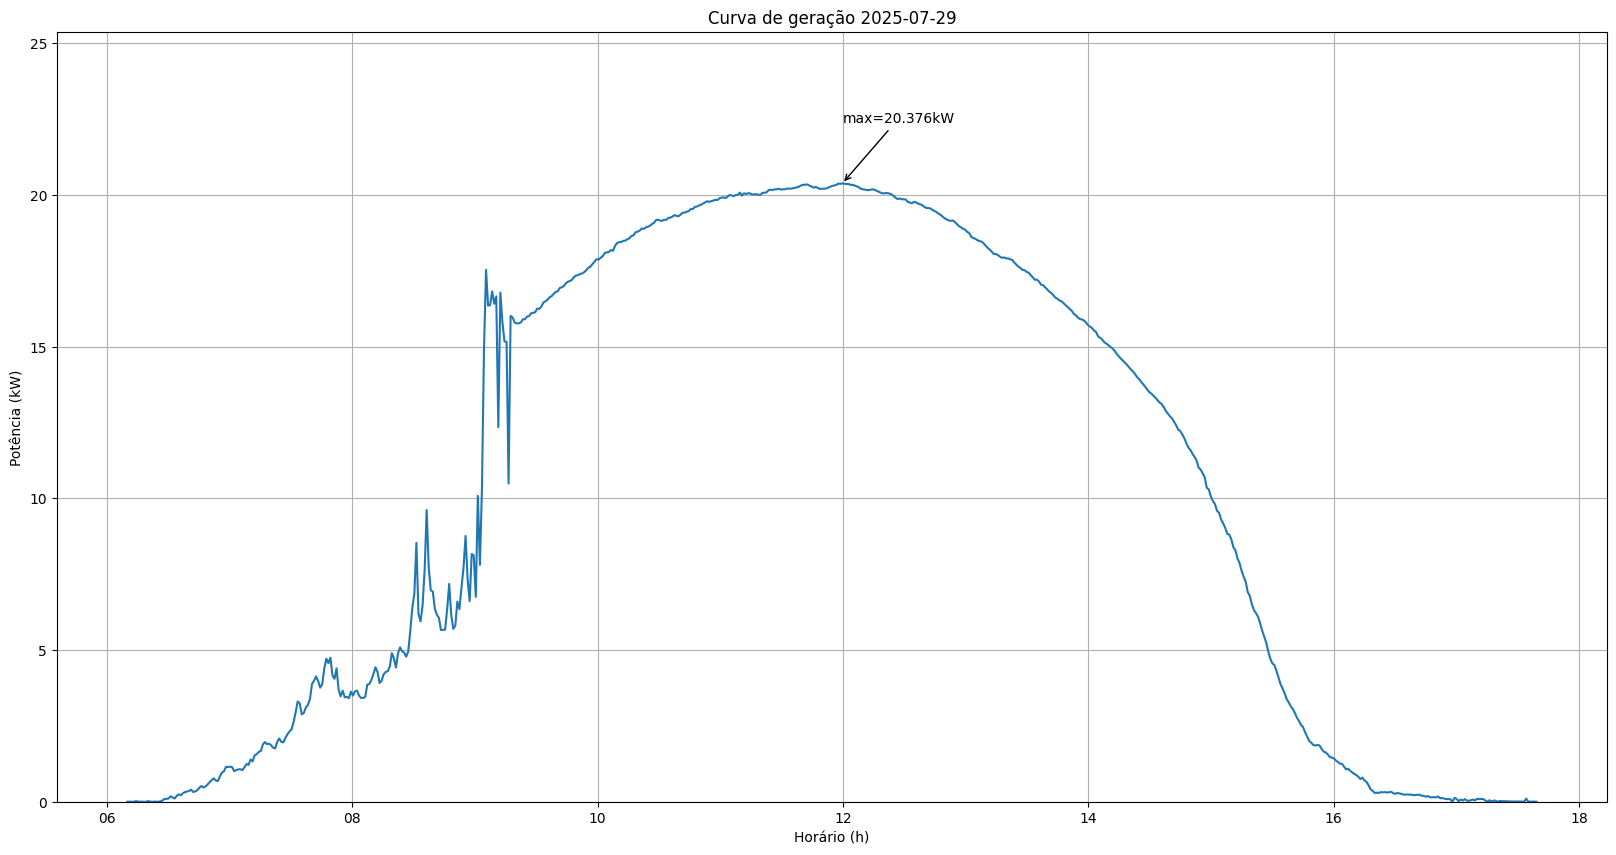 Curva de geração 2025-07-29
25
max=20.376kW
20
15
Potência (kW)
10
5
0
06 08 10 12 14 16 18
Horário (h)